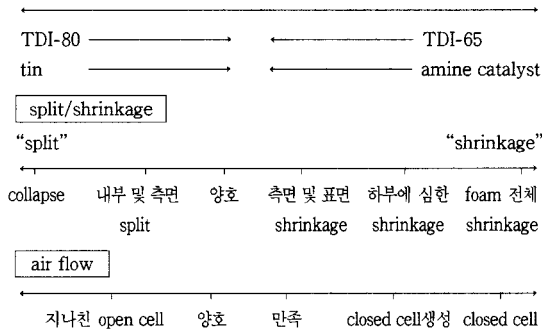 TDI-80 TDI-65
tin amine catalyst
split/shrinkage
“split” “shrinkage”
collapse 내부 및 측면 양호 측면 및 표면 하부에 심한 foam 전체
split shrinkage shrinkage shrinkage
air flow
지나친 open cell 양호 만족 closed cell생성 closed cell